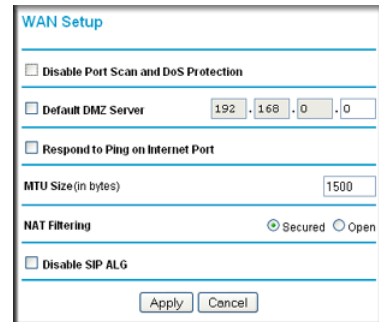 WAN Setup
Disable Port Scan and DoS Protection
Default DMZ Server 192 . 168 . 0 . 0
Respond to Ping on Internet Port
MTU Size(in bytes) 1500
NAT Filtering Secured Open
Disable SIP ALG
Apply Cancel